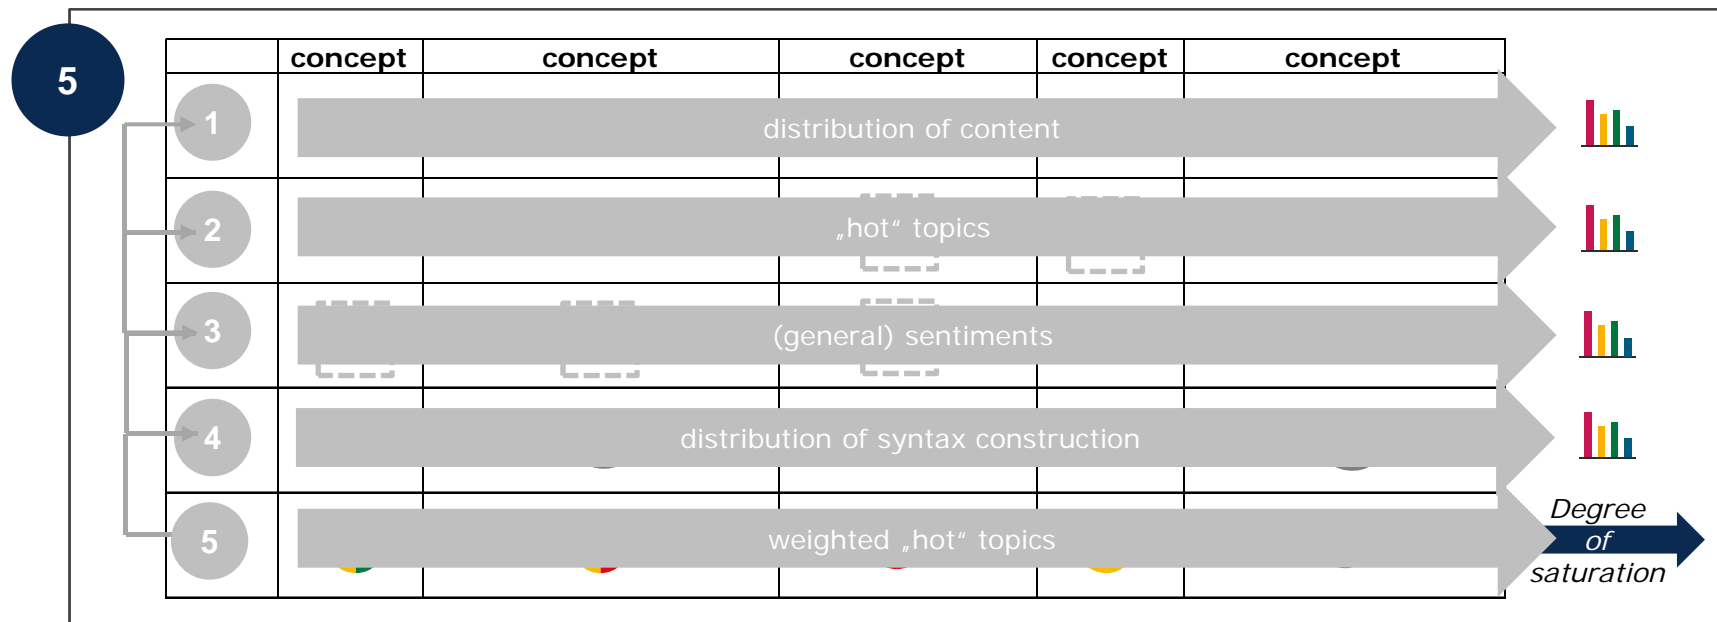 5
concept concept concept concept concept
1 distribution of content
2 „hot“ topics
3 (general) sentiments
4 distribution of syntax construction
5 weighted „hot“ topics
Degree
of
saturation